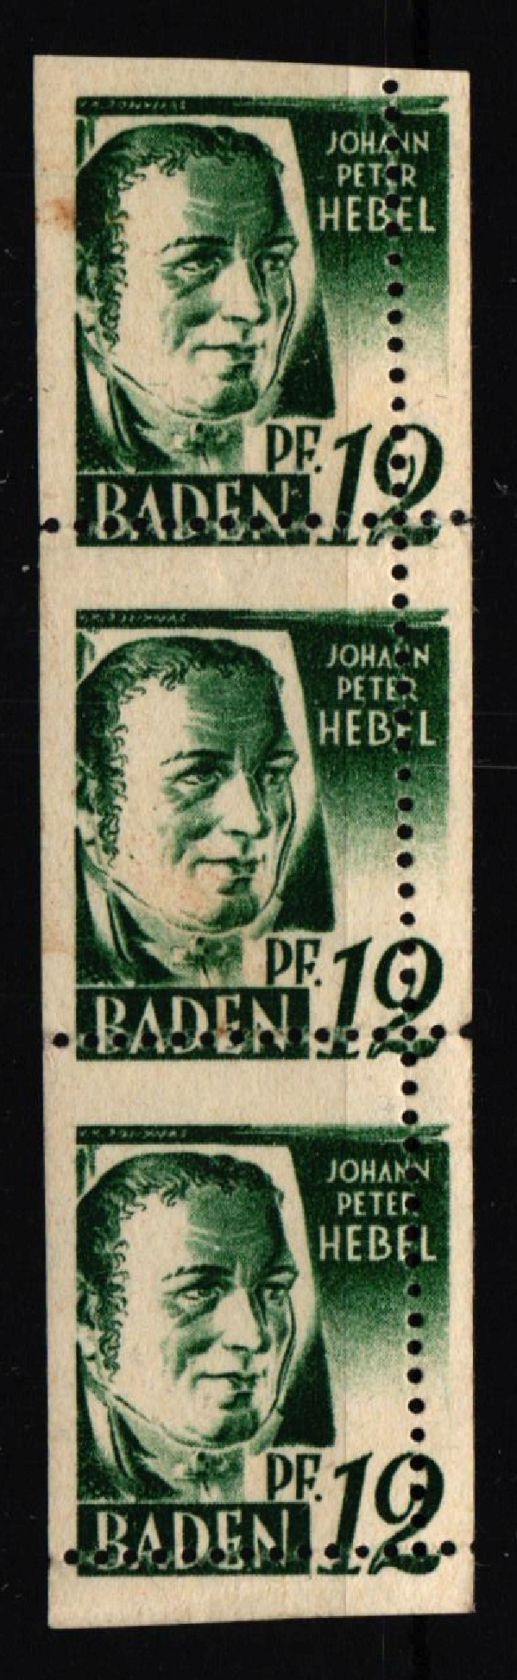 JOHANN
PETER
HEBEL
PF. 12
BADEN
JOHANN
PETER
HEBEL
PF. 12
BADEN
JOHANN
PETER
HEBEL
PF. 12
BADEN